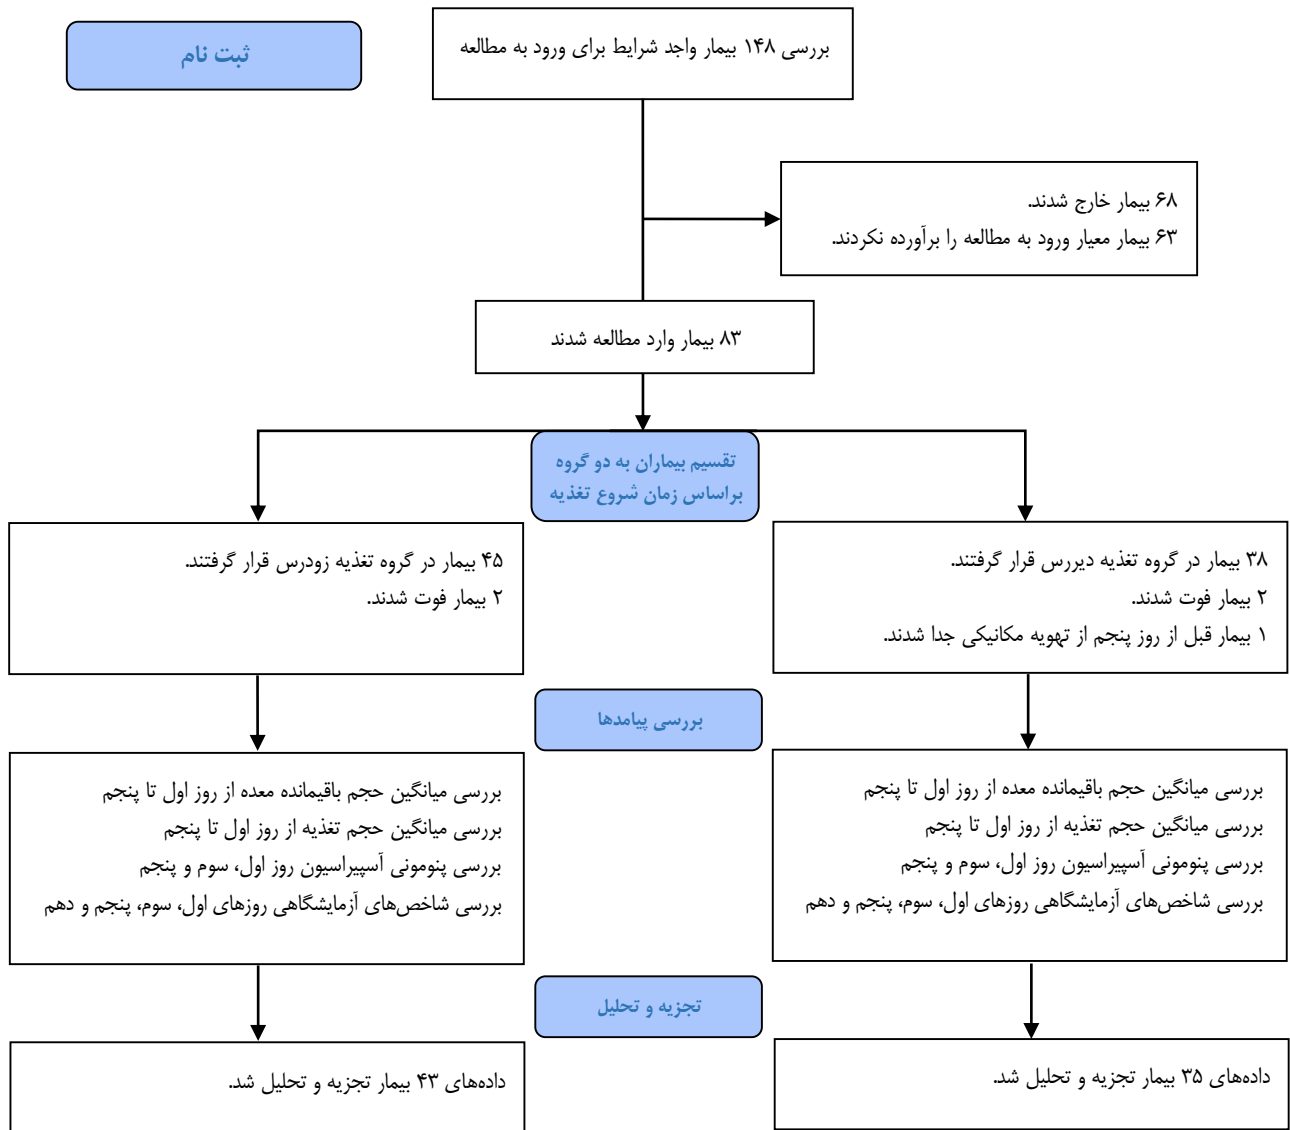 ثبت نام
بررسی ۱۴۸ بیمار واجد شرایط برای ورود به مطالعه
۶۸ بیمار خارج شدند.
۶۳ بیمار معیار ورود به مطالعه را برآورده نکردند.
۸۳ بیمار وارد مطالعه شدند
تقسیم بیماران به دو گروه
براساس زمان شروع تغذیه
۳۸ بیمار در گروه تغذیه دیررس قرار گرفتند.
۲ بیمار فوت شدند.
۱ بیمار قبل از روز پنجم از تهویه مکانیکی جدا شدند.
۴۵ بیمار در گروه تغذیه زودرس قرار گرفتند.
۲ بیمار فوت شدند.
بررسی پیامدها
بررسی میانگین حجم باقیمانده معده از روز اول تا پنجم
بررسی میانگین حجم تغذیه از روز اول تا پنجم
بررسی پنومونی آسپیراسیون روز اول، سوم و پنجم
بررسی شاخص‌های آزمایشگاهی روزهای اول، سوم، پنجم و دهم
بررسی میانگین حجم باقیمانده معده از روز اول تا پنجم
بررسی میانگین حجم تغذیه از روز اول تا پنجم
بررسی پنومونی آسپیراسیون روز اول، سوم و پنجم
بررسی شاخص‌های آزمایشگاهی روزهای اول، سوم، پنجم و دهم
تجزیه و تحلیل
داده‌های ۳۵ بیمار تجزیه و تحلیل شد.
داده‌های ۴۳ بیمار تجزیه و تحلیل شد.